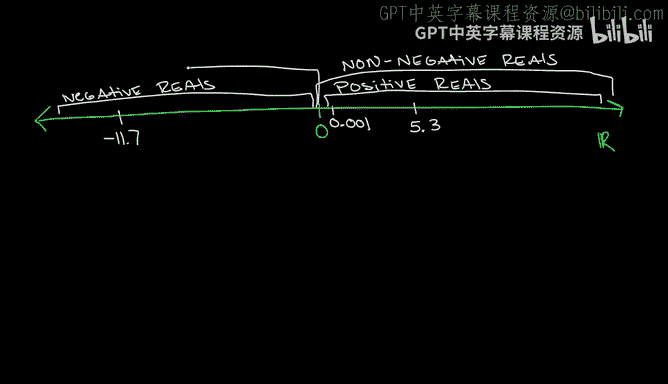 GPT中英字幕课程资源@bilibili.com
GPT中英字幕课程资源 bilibili
NON-NEGATIVE REALS
NEGATIVE REALS POSITIVE REALS
-11.7 0 0.001 5.3 ℝ